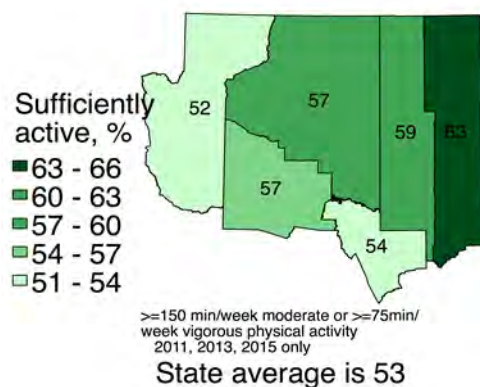 52
57
59
63
57
54
Sufficiently
active, %
63 - 66
60 - 63
57 - 60
54 - 57
51 - 54
>=150 min/week moderate or >=75min/
week vigorous physical activity
2011, 2013, 2015 only
State average is 53